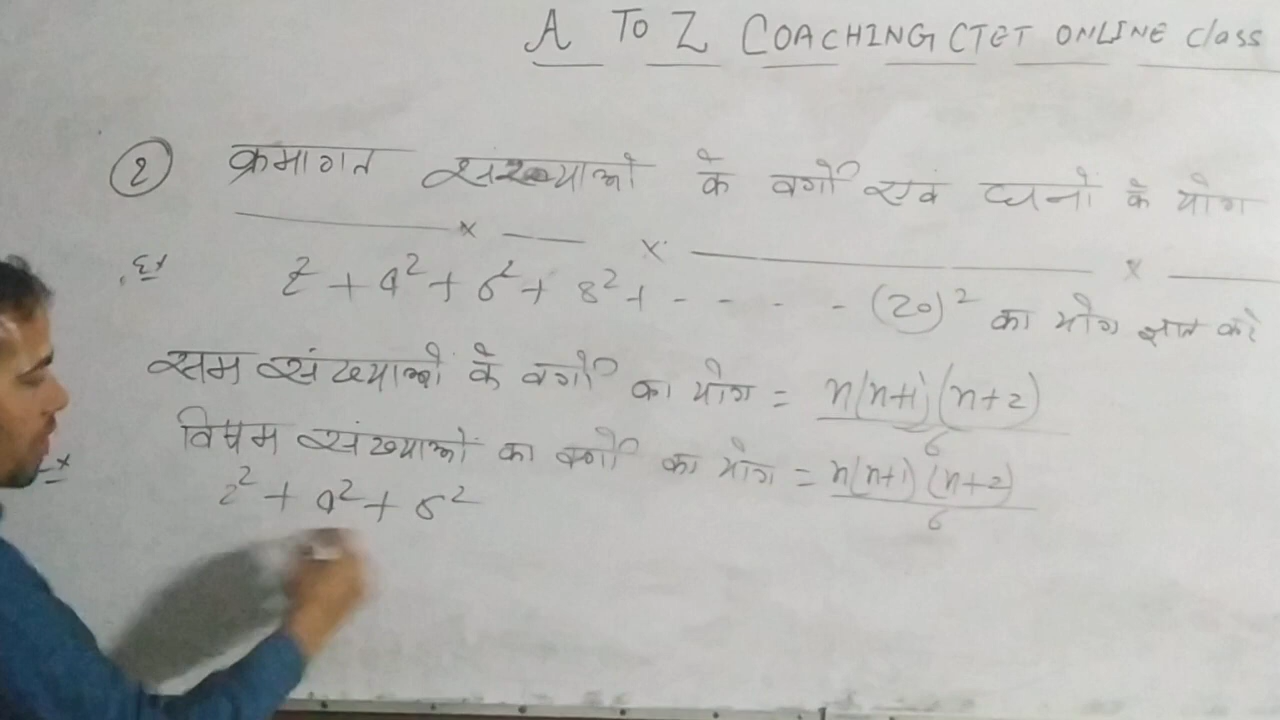 A TO Z COACHING CTET ONLINE class
② क्रमागत संख्याओं के वर्गों एवं घनों के योग
Ex. 2² + 4² + 6² + 8² + - - - - (20)² का योग ज्ञात करें
सम संख्याओं के वर्गों का योग = n(n+1)(n+2) / 6
विषम संख्याओं का वर्गों का योग = n(n+1)(n+2) / 6
2² + 4² + 6²